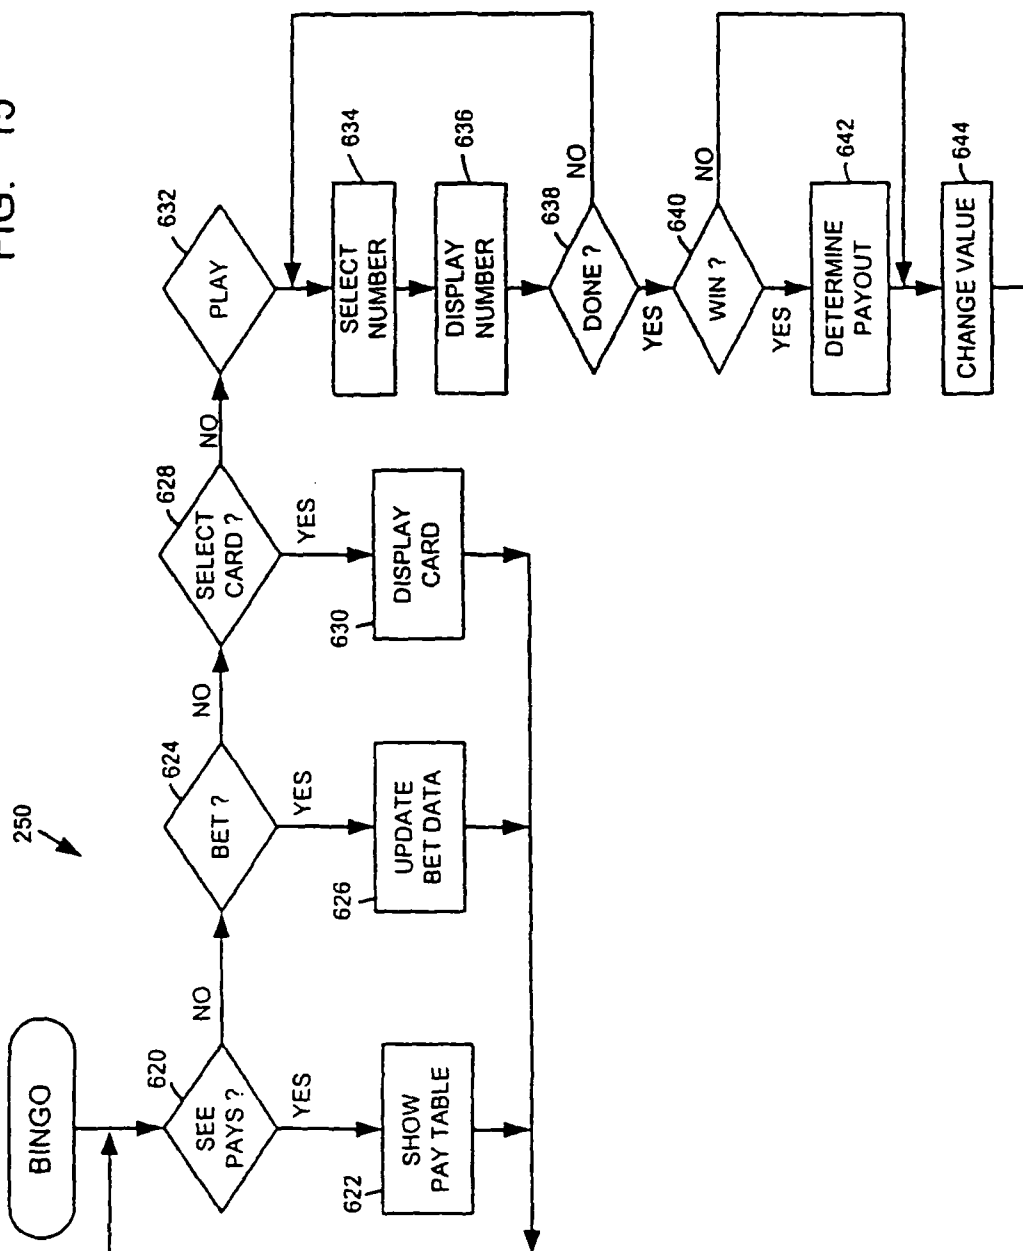 FIG. 15
250
BINGO
620
SEE
PAYS ?
NO
YES
622
SHOW
PAY TABLE
624
BET ?
NO
YES
626
UPDATE
BET DATA
628
SELECT
CARD ?
NO
YES
630
DISPLAY
CARD
632
PLAY
634
SELECT
NUMBER
636
DISPLAY
NUMBER
638
DONE ?
NO
YES
640
WIN ?
NO
YES
642
DETERMINE
PAYOUT
644
CHANGE VALUE